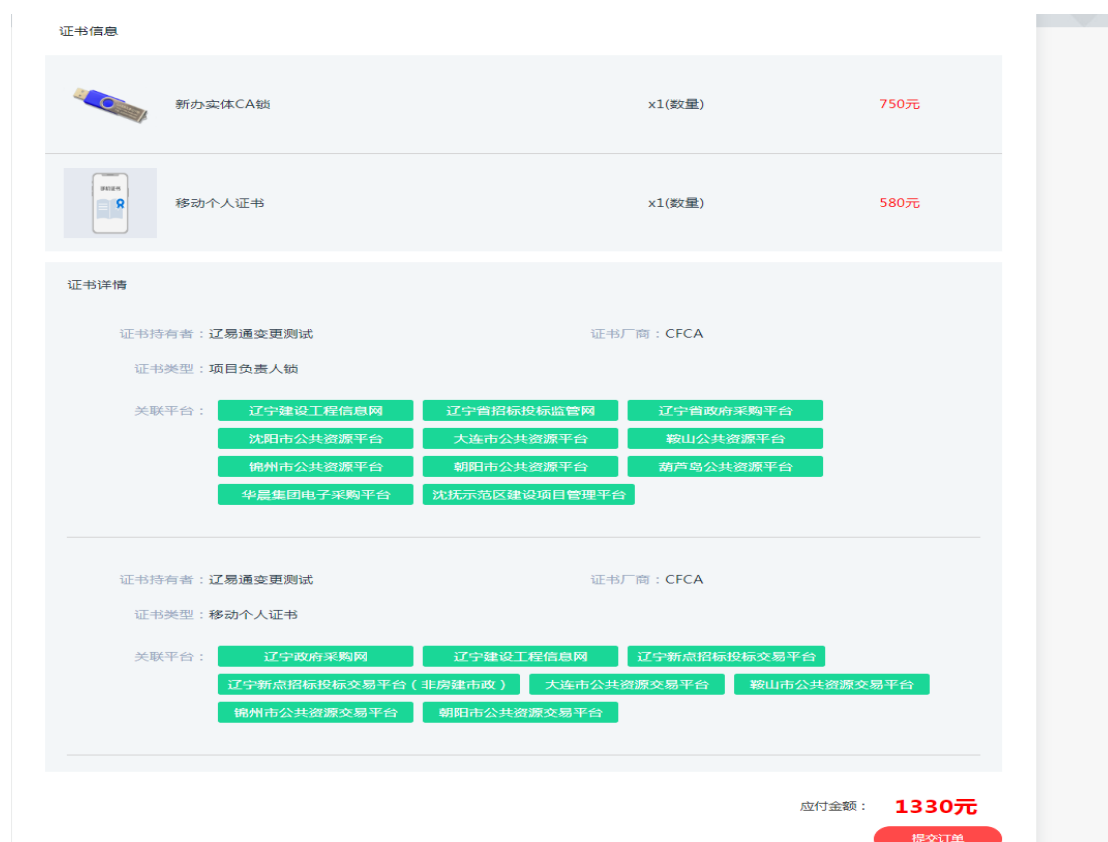 证书信息
新办实体CA锁 x1(数量) 750元
移动个人证书 x1(数量) 580元
证书详情
证书持有者：辽易通变更测试 证书厂商：CFCA
证书类型：项目负责人锁
关联平台： 辽宁建设工程信息网 辽宁省招标投标监管网 辽宁省政府采购平台
沈阳市公共资源平台 大连市公共资源平台 鞍山公共资源平台
锦州市公共资源平台 朝阳市公共资源平台 葫芦岛公共资源平台
华晨集团电子采购平台 沈抚示范区建设项目管理平台
证书持有者：辽易通变更测试 证书厂商：CFCA
证书类型：移动个人证书
关联平台： 辽宁政府采购网 辽宁建设工程信息网 辽宁新点招标投标交易平台
辽宁新点招标投标交易平台（非房建市政） 大连市公共资源交易平台 鞍山市公共资源交易平台
锦州市公共资源交易平台 朝阳市公共资源交易平台
应付金额： 1330元
提交订单